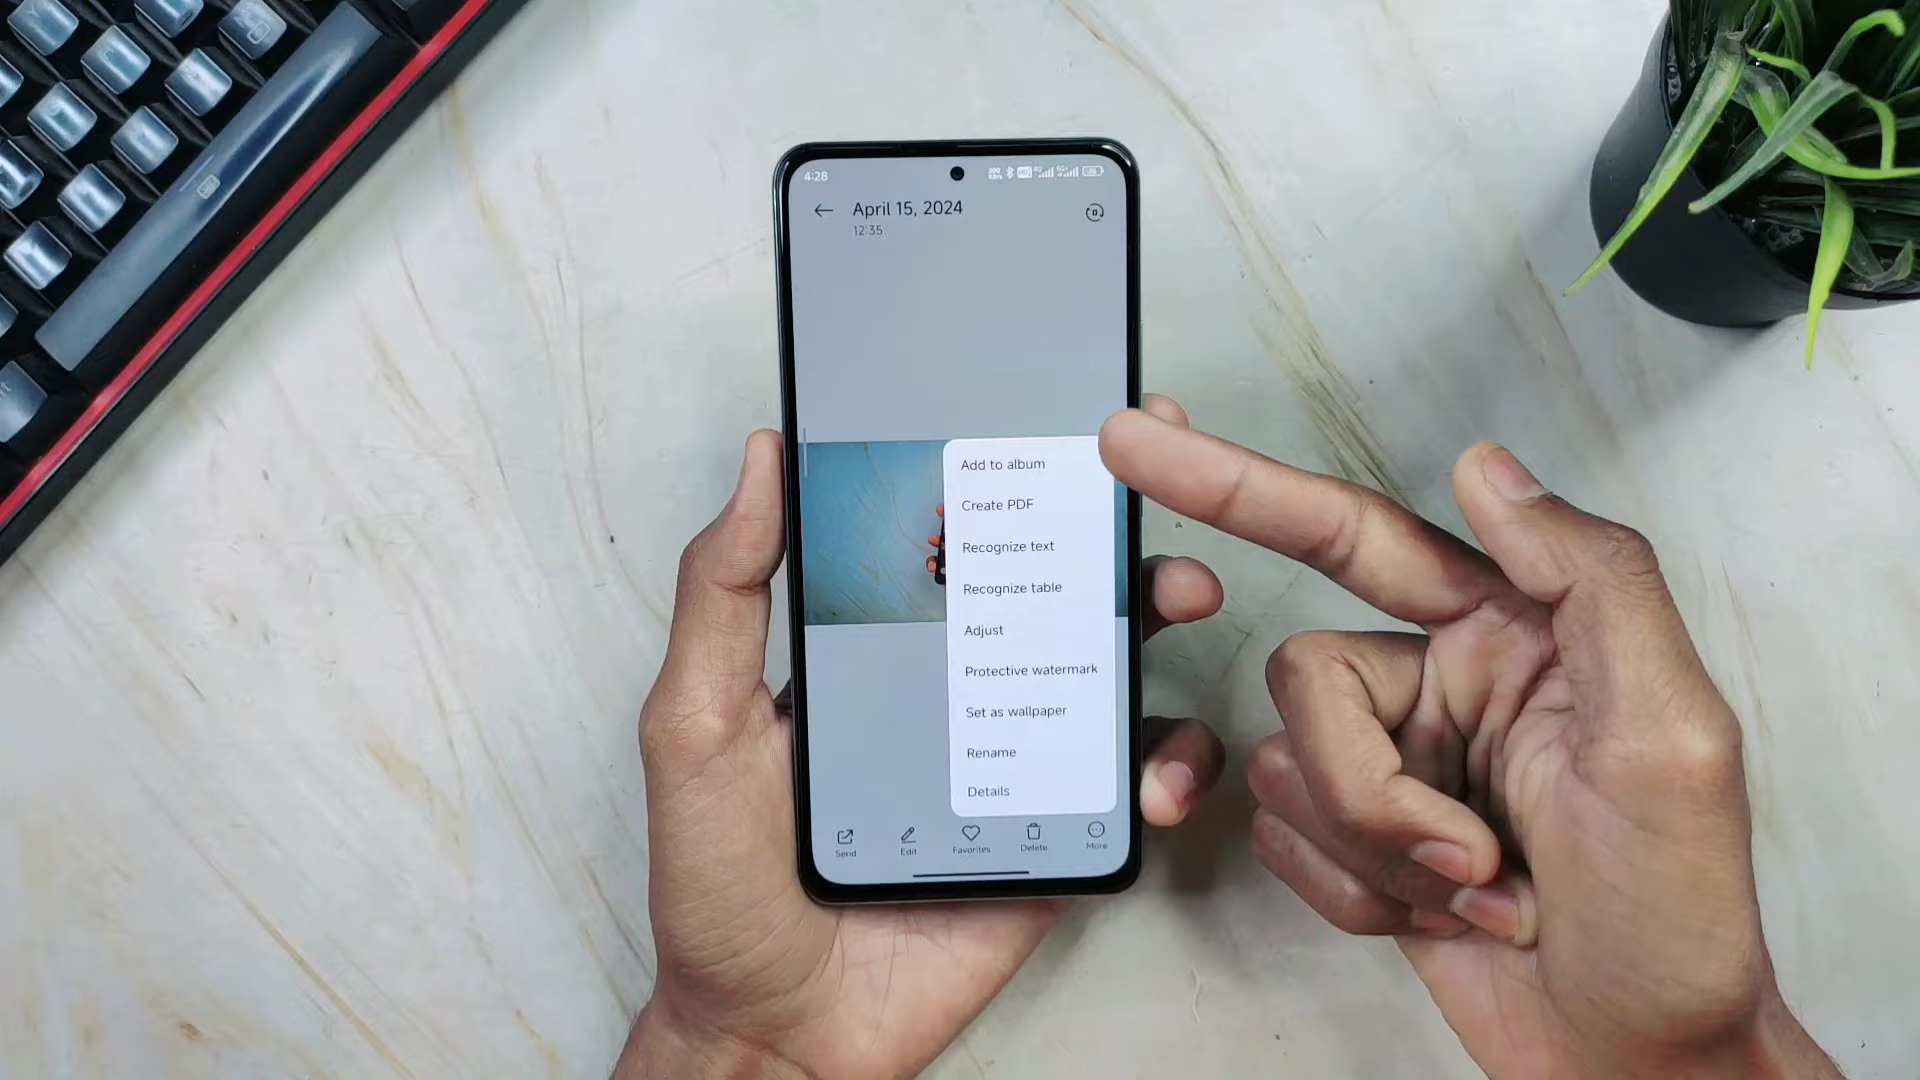 4:28
April 15, 2024
12:35
Add to album
Create PDF
Recognize text
Recognize table
Adjust
Protective watermark
Set as wallpaper
Rename
Details
Send
Edit
Favorites
Delete
More